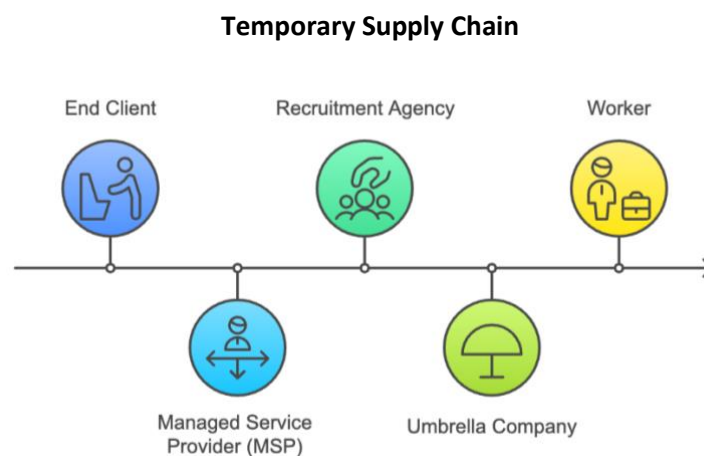 Temporary Supply Chain
End Client
Recruitment Agency
Worker
Managed Service
Provider (MSP)
Umbrella Company